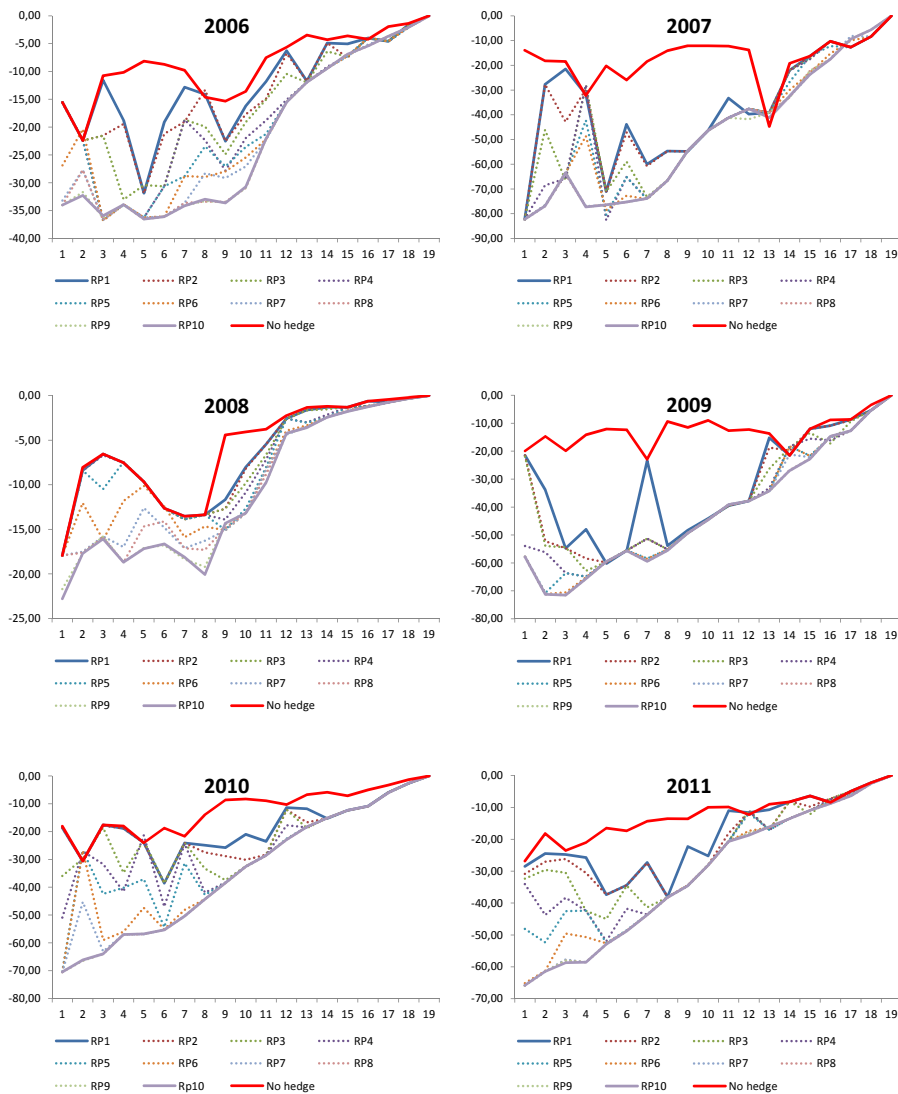 2006
0,00
-5,00
-10,00
-15,00
-20,00
-25,00
-30,00
-35,00
-40,00
1 2 3 4 5 6 7 8 9 10 11 12 13 14 15 16 17 18 19
RP1 RP2 RP3 RP4
RP5 RP6 RP7 RP8
RP9 RP10 No hedge
2007
0,00
-10,00
-20,00
-30,00
-40,00
-50,00
-60,00
-70,00
-80,00
-90,00
1 2 3 4 5 6 7 8 9 10 11 12 13 14 15 16 17 18 19
RP1 RP2 RP3 RP4
RP5 RP6 RP7 RP8
RP9 RP10 No hedge
2008
0,00
-5,00
-10,00
-15,00
-20,00
-25,00
1 2 3 4 5 6 7 8 9 10 11 12 13 14 15 16 17 18 19
RP1 RP2 RP3 RP4
RP5 RP6 RP7 RP8
RP9 RP10 No hedge
2009
0,00
-10,00
-20,00
-30,00
-40,00
-50,00
-60,00
-70,00
-80,00
1 2 3 4 5 6 7 8 9 10 11 12 13 14 15 16 17 18 19
RP1 RP2 RP3 RP4
RP5 RP6 RP7 RP8
RP9 RP10 No hedge
2010
0,00
-10,00
-20,00
-30,00
-40,00
-50,00
-60,00
-70,00
-80,00
1 2 3 4 5 6 7 8 9 10 11 12 13 14 15 16 17 18 19
RP1 RP2 RP3 RP4
RP5 RP6 RP7 RP8
RP9 Rp10 No hedge
2011
0,00
-10,00
-20,00
-30,00
-40,00
-50,00
-60,00
-70,00
1 2 3 4 5 6 7 8 9 10 11 12 13 14 15 16 17 18 19
RP1 RP2 RP3 RP4
RP5 RP6 RP7 RP8
RP9 RP10 No hedge